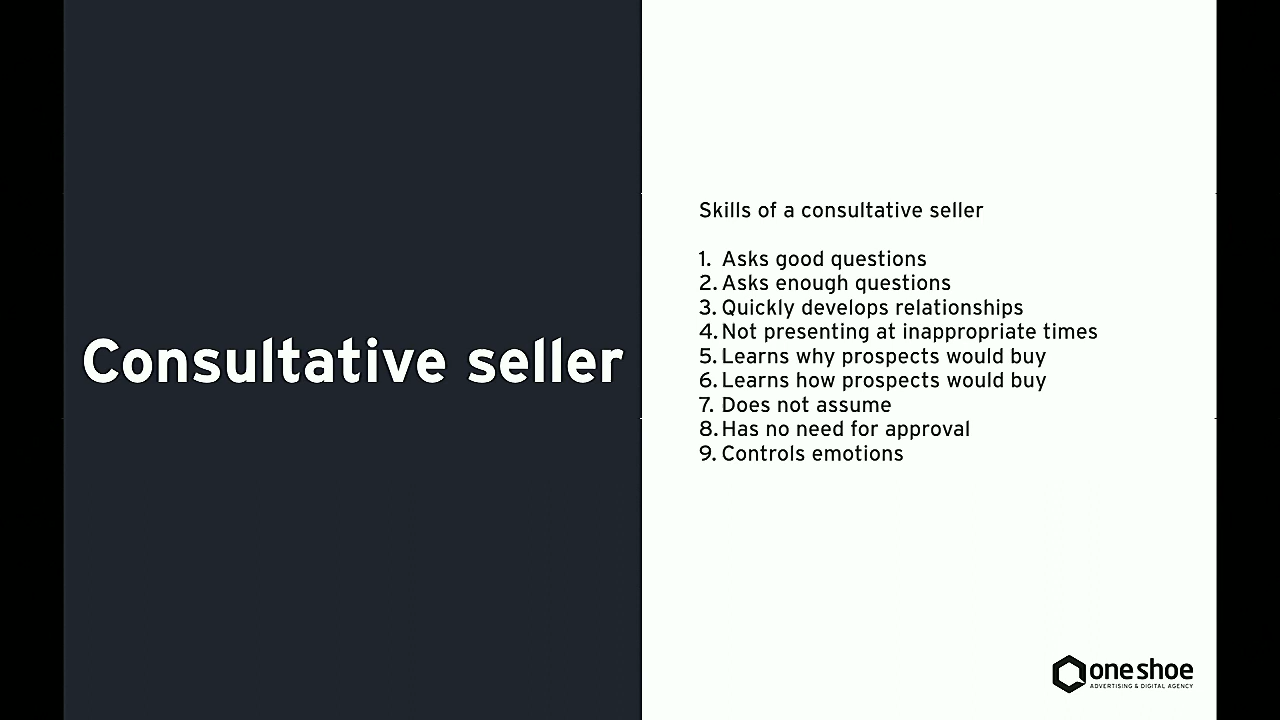 Consultative seller
Skills of a consultative seller
1. Asks good questions
2. Asks enough questions
3. Quickly develops relationships
4. Not presenting at inappropriate times
5. Learns why prospects would buy
6. Learns how prospects would buy
7. Does not assume
8. Has no need for approval
9. Controls emotions
one shoe
ADVERTISING & DIGITAL AGENCY